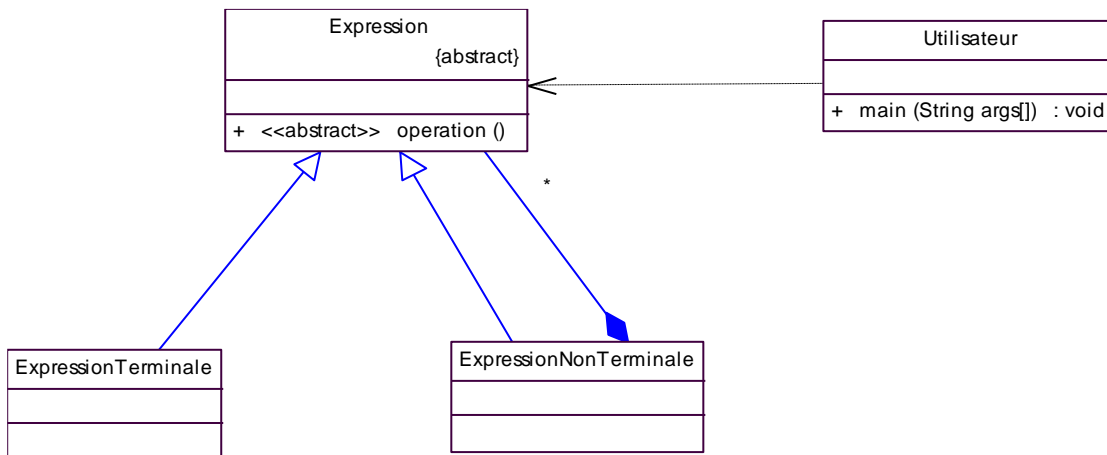 Expression
{abstract}
+ <<abstract>> operation ()
Utilisateur
+ main (String args[]) : void
*
ExpressionTerminale
ExpressionNonTerminale